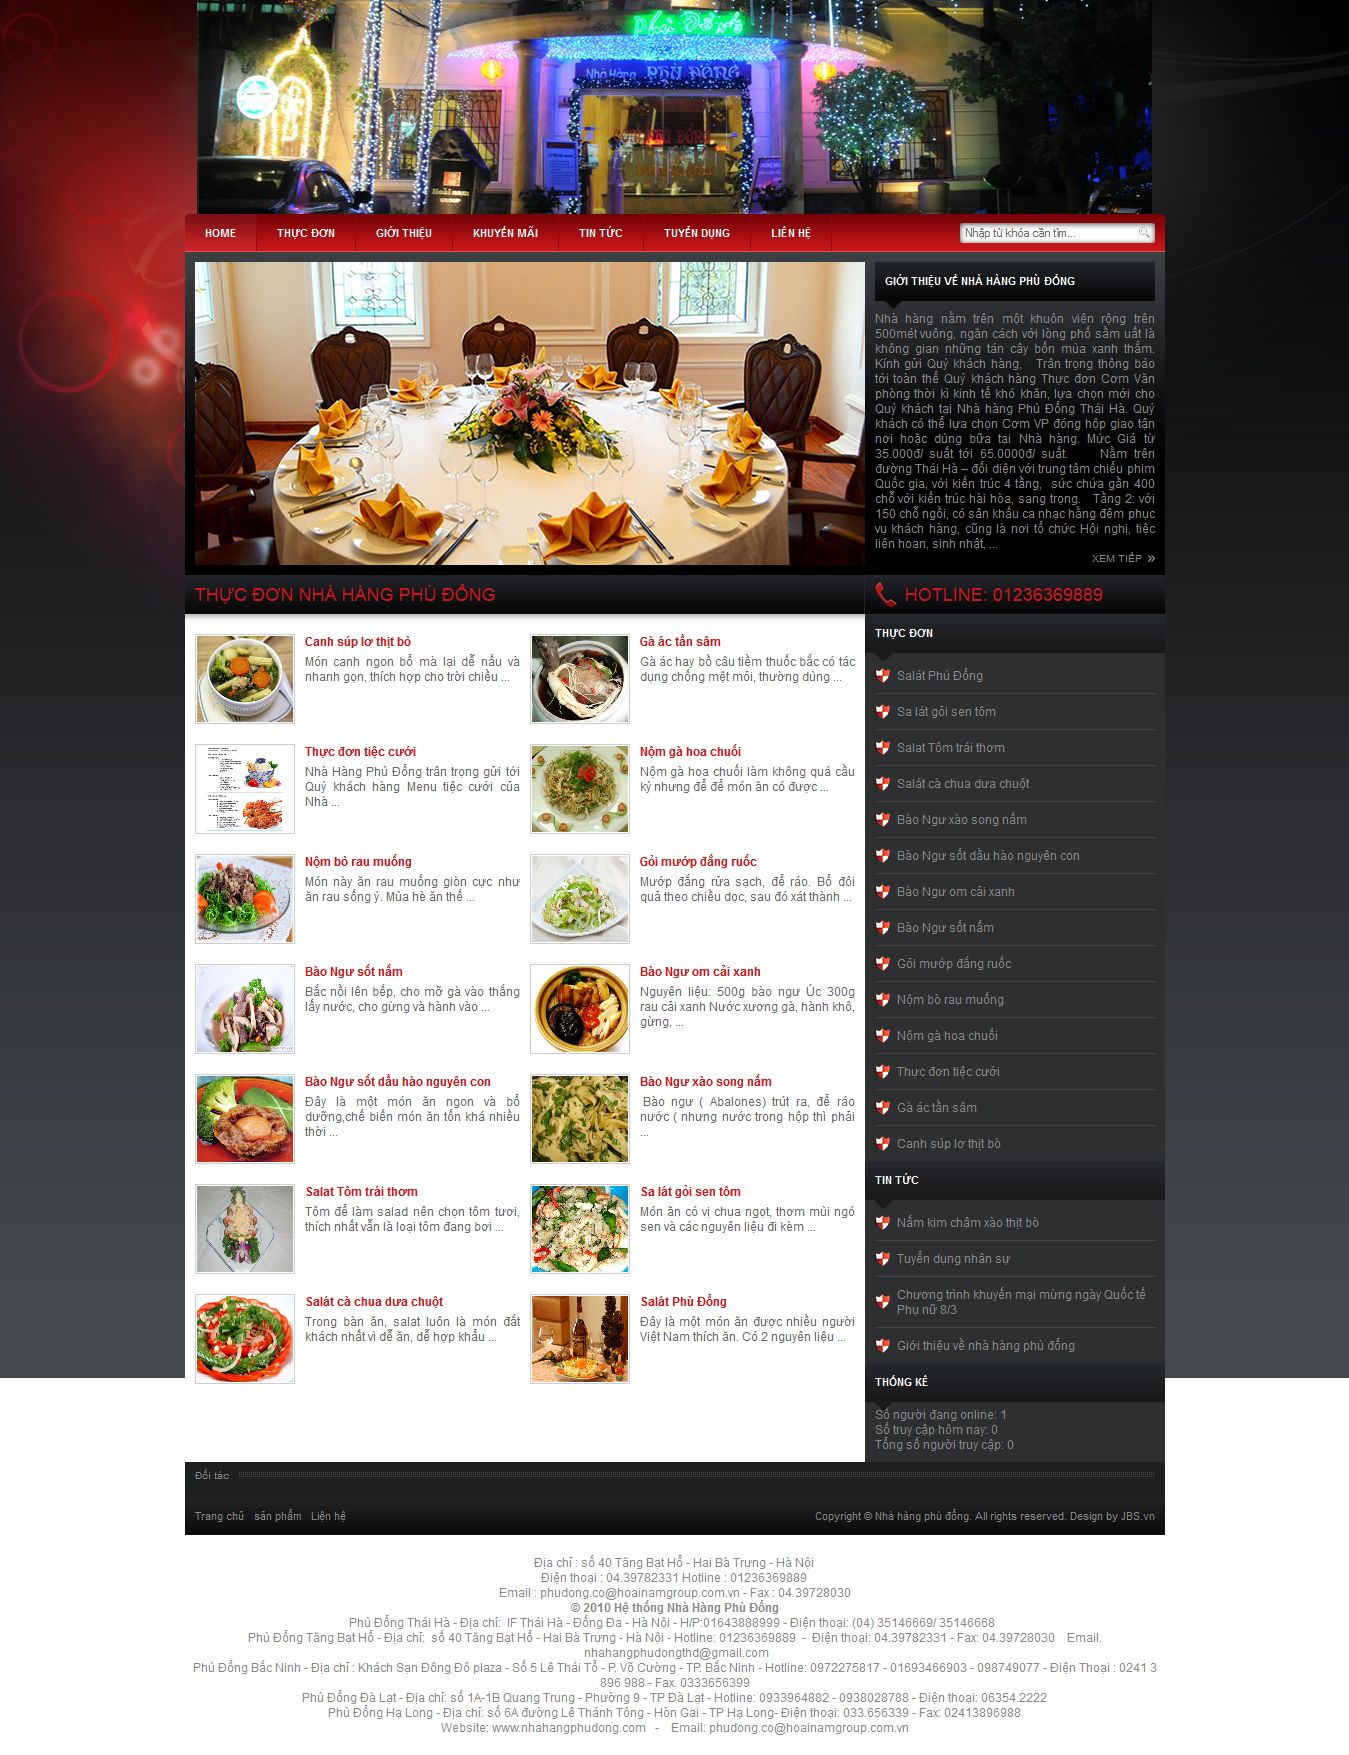 Phù Đổng
Nhà Hàng PHÙ ĐỔNG
Hoài nam
GROUP
HOME THỰC ĐƠN GIỚI THIỆU KHUYẾN MÃI TIN TỨC TUYỂN DỤNG LIÊN HỆ
Nhập từ khóa cần tìm...
GIỚI THIỆU VỀ NHÀ HÀNG PHÙ ĐỔNG
Nhà hàng nằm trên một khuôn viên rộng trên
500mét vuông, ngăn cách với lòng phố sầm uất là
không gian những tán cây bốn mùa xanh thẳm.
Kính gửi Quý khách hàng, Trân trọng thông báo
tới toàn thể Quý khách hàng Thực đơn Cơm Văn
phòng thời kì kinh tế khó khăn, lựa chọn mới cho
Quý khách tại Nhà hàng Phù Đổng Thái Hà. Quý
khách có thể lựa chọn Cơm VP đóng hộp giao tận
nơi hoặc dùng bữa tại Nhà hàng. Mức Giá từ
35.000đ/ suất tới 65.0000đ/ suất. Nằm trên
đường Thái Hà – đối diện với trung tâm chiếu phim
Quốc gia, với kiến trúc 4 tầng, sức chứa gần 400
chỗ với kiến trúc hài hòa, sang trọng. Tầng 2: với
150 chỗ ngồi, có sân khấu ca nhạc hằng đêm phục
vụ khách hàng, cũng là nơi tổ chức Hội nghị, tiệc
liên hoan, sinh nhật, ...
XEM TIẾP »
THỰC ĐƠN NHÀ HÀNG PHÙ ĐỔNG
Canh súp lơ thịt bò
Món canh ngon bổ mà lại dễ nấu và
nhanh gọn, thích hợp cho trời chiều ...
Gà ác tần sâm
Gà ác hay bồ câu tiềm thuốc bắc có tác
dụng chống mệt mỏi, thường dùng ...
Thực đơn tiệc cưới
Nhà Hàng Phù Đổng trân trọng gửi tới
Quý khách hàng Menu tiệc cưới của
Nhà ...
Nộm gà hoa chuối
Nộm gà hoa chuối làm không quá cầu
kỳ nhưng để để món ăn có được ...
Nộm bò rau muống
Món này ăn rau muống giòn cực như
ăn rau sống ý. Mùa hè ăn thế ...
Gỏi mướp đắng ruốc
Mướp đắng rửa sạch, để ráo. Bổ đôi
quả theo chiều dọc, sau đó xát thành ...
Bào Ngư sốt nấm
Bắc nồi lên bếp, cho mỡ gà vào thắng
lấy nước, cho gừng và hành vào ...
Bào Ngư om cải xanh
Nguyên liệu: 500g bào ngư Úc 300g
rau cải xanh Nước xương gà, hành khô,
gừng, ...
Bào Ngư sốt dầu hào nguyên con
Đây là một món ăn ngon và bổ
dưỡng,chế biến món ăn tốn khá nhiều
thời ...
Bào Ngư xào song nấm
Bào ngư ( Abalones) trút ra, để ráo
nước ( nhưng nước trong hộp thì phải
...
Salat Tôm trái thơm
Tôm để làm salad nên chọn tôm tươi,
thích nhất vẫn là loại tôm đang bơi ...
Sa lát gỏi sen tôm
Món ăn có vị chua ngọt, thơm mùi ngó
sen và các nguyên liệu đi kèm ...
Salát cà chua dưa chuột
Trong bàn ăn, salat luôn là món đắt
khách nhất vì dễ ăn, dễ hợp khẩu ...
Salát Phù Đổng
Đây là một món ăn được nhiều người
Việt Nam thích ăn. Có 2 nguyên liệu ...
HOTLINE: 01236369889
THỰC ĐƠN
Salát Phù Đổng
Sa lát gỏi sen tôm
Salat Tôm trái thơm
Salát cà chua dưa chuột
Bào Ngư xào song nấm
Bào Ngư sốt dầu hào nguyên con
Bào Ngư om cải xanh
Bào Ngư sốt nấm
Gỏi mướp đắng ruốc
Nộm bò rau muống
Nộm gà hoa chuối
Thực đơn tiệc cưới
Gà ác tần sâm
Canh súp lơ thịt bò
TIN TỨC
Nấm kim châm xào thịt bò
Tuyển dụng nhân sự
Chương trình khuyến mại mừng ngày Quốc tế
Phụ nữ 8/3
Giới thiệu về nhà hàng phù đổng
THỐNG KÊ
Số người đang online: 1
Số truy cập hôm nay: 0
Tổng số người truy cập: 0
Đối tác
Trang chủ sản phẩm Liện hệ
Copyright © Nhà hàng phù đổng. All rights reserved. Design by JBS.vn
Địa chỉ : số 40 Tăng Bạt Hổ - Hai Bà Trưng - Hà Nội
Điện thoại : 04.39782331 Hotline : 01236369889
Email : phudong.co@hoainamgroup.com.vn - Fax : 04.39728030
© 2010 Hệ thống Nhà Hàng Phù Đổng
Phù Đổng Thái Hà - Địa chỉ: IF Thái Hà - Đống Đa - Hà Nội - H/P:01643888999 - Điện thoại: (04) 35146669/ 35146668
Phù Đổng Tăng Bạt Hổ - Địa chỉ: số 40 Tăng Bạt Hổ - Hai Bà Trưng - Hà Nội - Hotline: 01236369889 - Điện thoại: 04.39782331 - Fax: 04.39728030 Email.
nhahangphudongthd@gmail.com
Phù Đổng Bắc Ninh - Địa chỉ : Khách Sạn Đông Đô plaza - Số 5 Lê Thái Tổ - P. Võ Cường - TP. Bắc Ninh - Hotline: 0972275817 - 01693466903 - 098749077 - Điện Thoại : 0241 3
896 988 - Fax. 0333656399
Phù Đổng Đà Lạt - Địa chỉ: số 1A-1B Quang Trung - Phường 9 - TP Đà Lạt - Hotline: 0933964882 - 0938028788 - Điện thoại: 06354.2222
Phù Đổng Hạ Long - Địa chỉ: số 6A đường Lê Thánh Tông - Hòn Gai - TP Hạ Long- Điện thoại: 033.656339 - Fax: 02413896988
Website: www.nhahangphudong.com - Email: phudong.co@hoainamgroup.com.vn